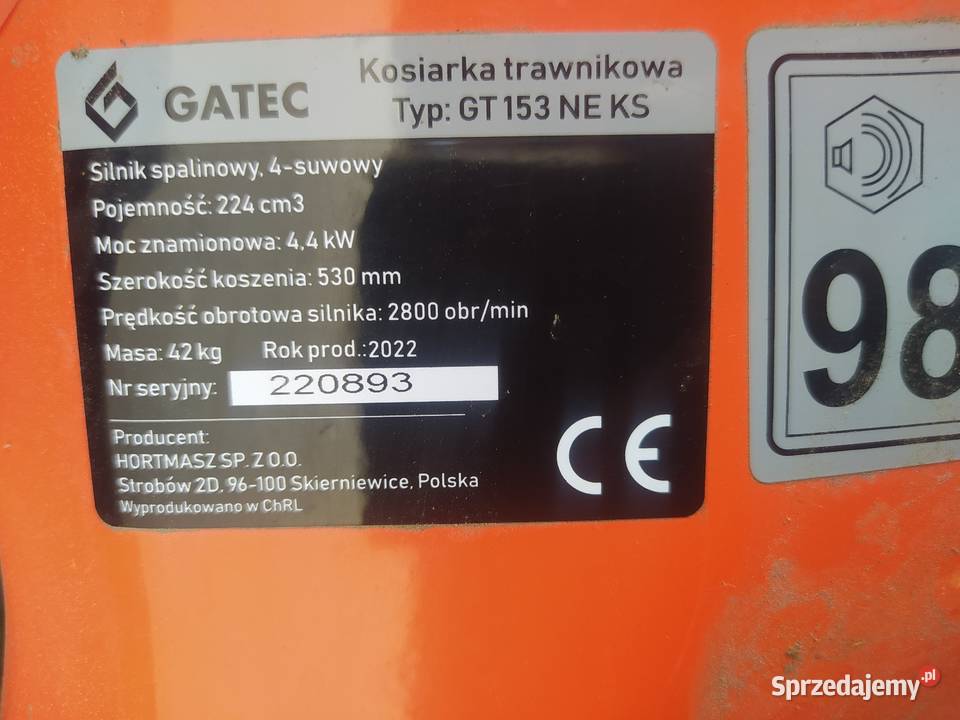 GATEC
Kosiarka trawnikowa
Typ: GT 153 NE KS
Silnik spalinowy, 4-suwowy
Pojemność: 224 cm3
Moc znamionowa: 4,4 kW
Szerokość koszenia: 530 mm
Prędkość obrotowa silnika: 2800 obr/min
Masa: 42 kg Rok prod.:2022
Nr seryjny: 220893
Producent:
HORTMASZ SP. Z O.O.
Strobów 2D, 96-100 Skierniewice, Polska
Wyprodukowano w ChRL
CE
98
Sprzedajemy.pl